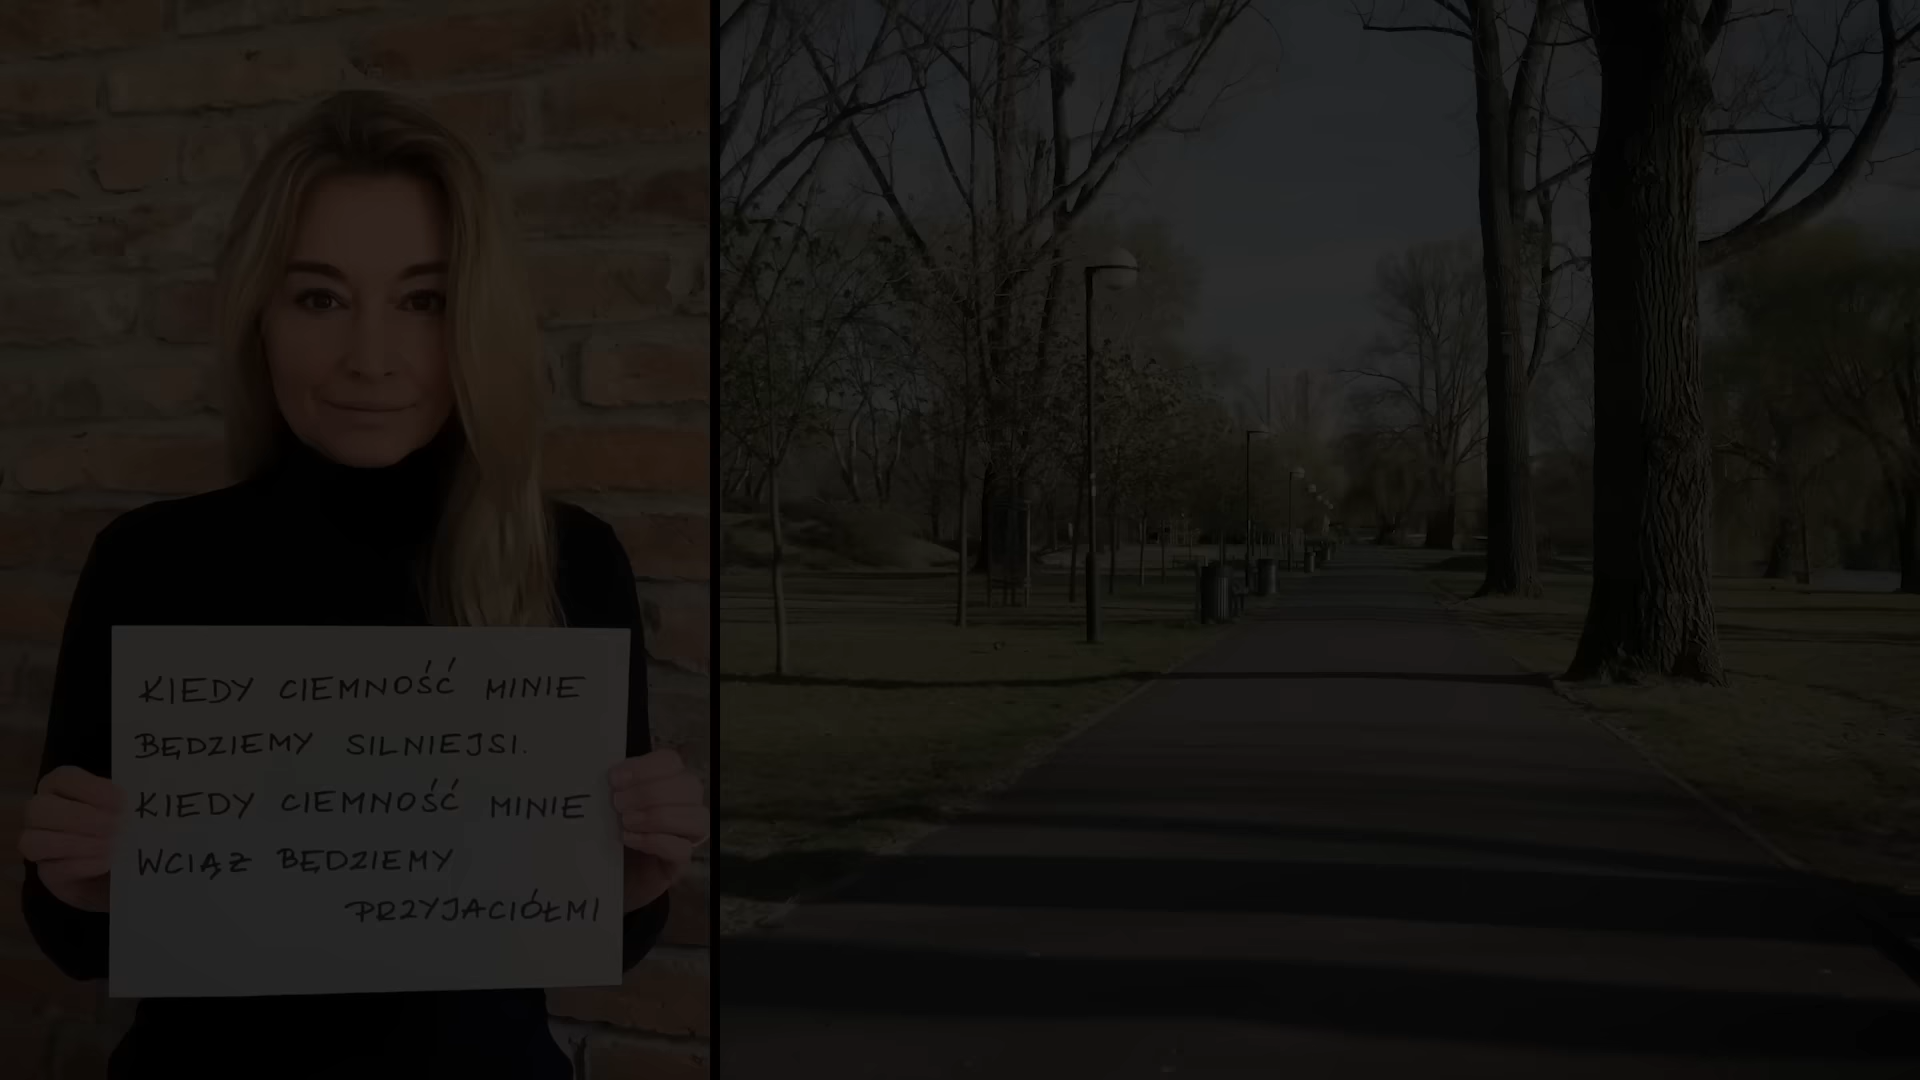 KIEDY CIEMNOŚĆ MINIE
BĘDZIEMY SILNIEJSI.
KIEDY CIEMNOŚĆ MINIE
WCIĄŻ BĘDZIEMY
PRZYJACIÓŁMI